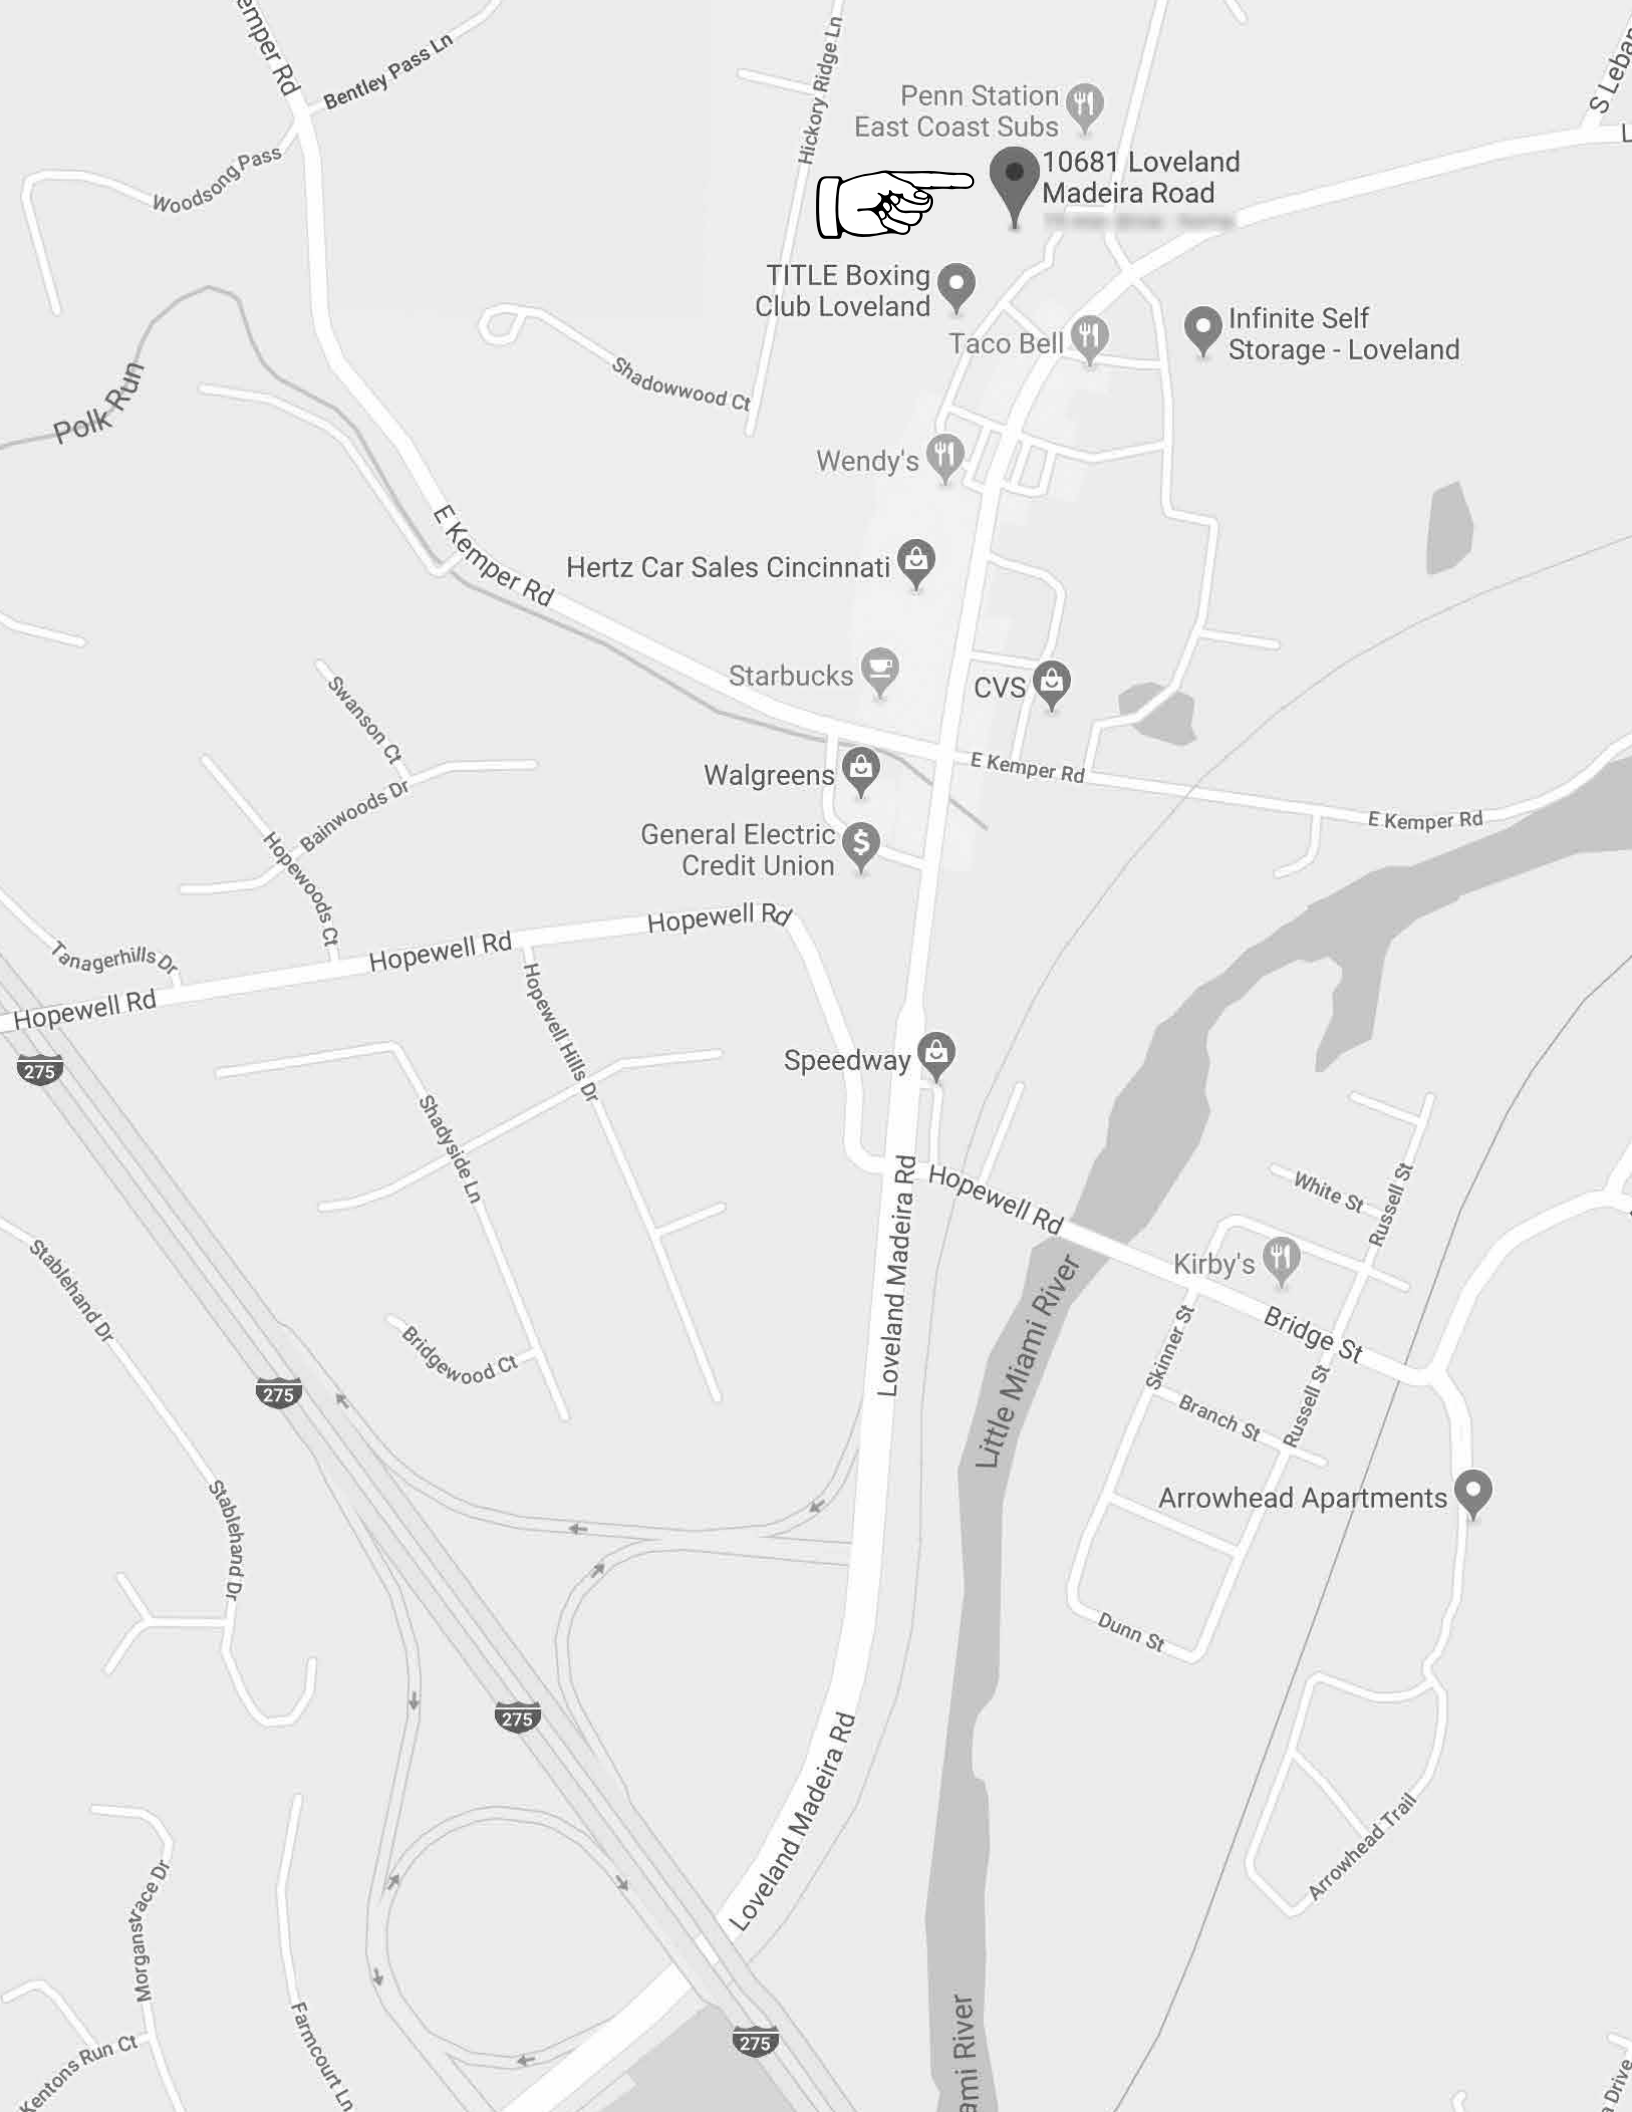 emper Rd
Bentley Pass Ln
Hickory Ridge Ln
S Leban
L
Penn Station
East Coast Subs
10681 Loveland
Madeira Road
Woodsong Pass
TITLE Boxing
Club Loveland
Infinite Self
Storage - Loveland
Taco Bell
Shadowwood Ct
Polk Run
Wendy's
E Kemper Rd
Hertz Car Sales Cincinnati
Starbucks
CVS
Swanson Ct
Walgreens
E Kemper Rd
Bainwoods Dr
E Kemper Rd
General Electric
Credit Union
Hopewoods Ct
Hopewell Rd
Hopewell Rd
Tanagerhills Dr
Hopewell Rd
Hopewell Hills Dr
275
Speedway
Shadyside Ln
Hopewell Rd
White St
Russell St
Loveland Madeira Rd
Kirby's
Stablehand Dr
Little Miami River
Bridge St
Skinner St
Bridgewood Ct
275
Branch St
Russell St
Arrowhead Apartments
Stablehand Dr
Dunn St
275
Loveland Madeira Rd
Arrowhead Trail
Morganstrace Dr
Farmcourt Ln
Kentons Run Ct
275
ami River
a Drive